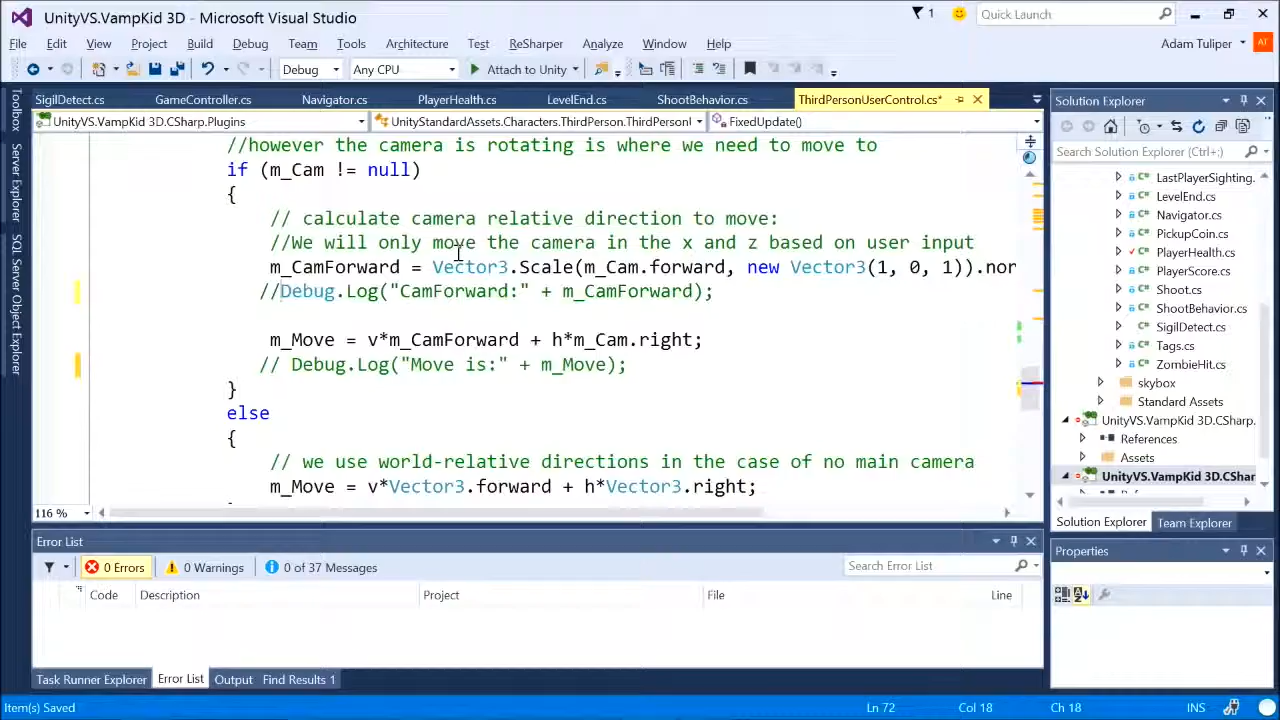 UnityVS.VampKid 3D - Microsoft Visual Studio
1
Quick Launch
File Edit View Project Build Debug Team Tools Architecture Test ReSharper Analyze Window Help
Adam Tuliper
AT
Debug Any CPU Attach to Unity
SigilDetect.cs GameController.cs Navigator.cs PlayerHealth.cs LevelEnd.cs ShootBehavior.cs ThirdPersonUserControl.cs*
UnityVS.VampKid 3D.CSharp.Plugins UnityStandardAssets.Characters.ThirdPerson.ThirdPersonl FixedUpdate()
Toolbox
Server Explorer
SQL Server Object Explorer
//however the camera is rotating is where we need to move to
if (m_Cam != null)
{
// calculate camera relative direction to move:
//We will only move the camera in the x and z based on user input
m_CamForward = Vector3.Scale(m_Cam.forward, new Vector3(1, 0, 1)).nor
//Debug.Log("CamForward:" + m_CamForward);
m_Move = v*m_CamForward + h*m_Cam.right;
// Debug.Log("Move is:" + m_Move);
}
else
{
// we use world-relative directions in the case of no main camera
m_Move = v*Vector3.forward + h*Vector3.right;
116 %
Solution Explorer
Search Solution Explorer (Ctrl+;)
LastPlayerSighting.
LevelEnd.cs
Navigator.cs
PickupCoin.cs
PlayerHealth.cs
PlayerScore.cs
Shoot.cs
ShootBehavior.cs
SigilDetect.cs
Tags.cs
ZombieHit.cs
skybox
Standard Assets
UnityVS.VampKid 3D.CSharp.
References
Assets
UnityVS.VampKid 3D.CShar
Solution Explorer Team Explorer
Properties
Error List
0 Errors 0 Warnings 0 of 37 Messages
Search Error List
Code Description Project File Line
Task Runner Explorer Error List Output Find Results 1
Item(s) Saved
Ln 72 Col 18 Ch 18 INS